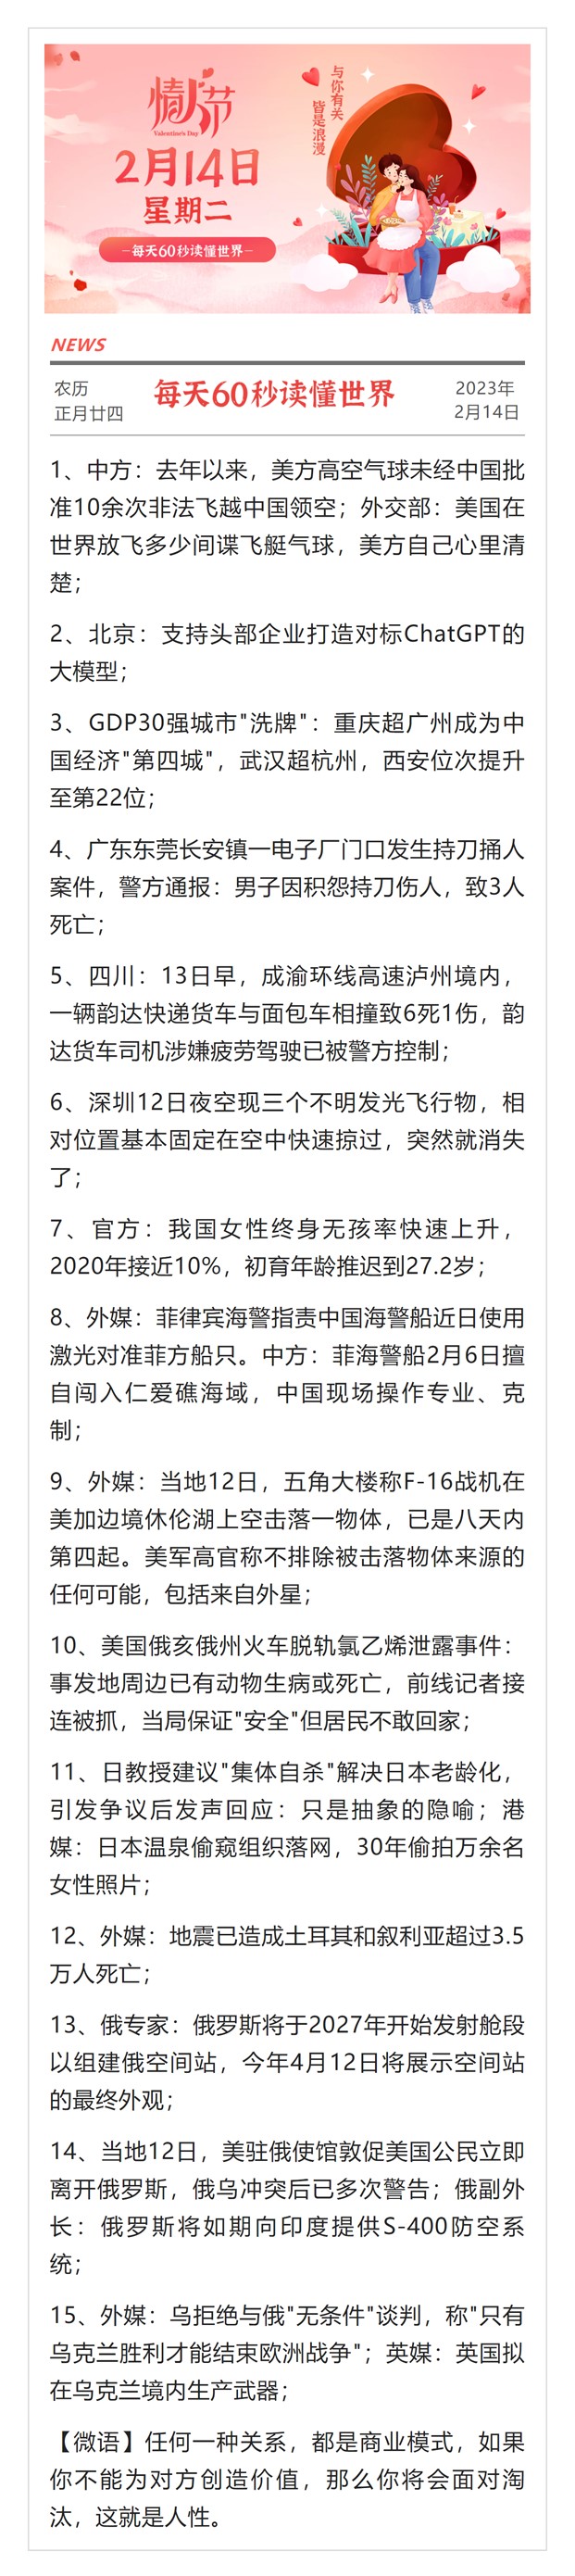 情人节
Valentine's Day
2月14日
星期二
—每天60秒读懂世界—
与你有关
皆是浪漫
NEWS
农历
正月廿四
每天60秒读懂世界
2023年
2月14日
1、中方：去年以来，美方高空气球未经中国批
准10余次非法飞越中国领空；外交部：美国在
世界放飞多少间谍飞艇气球，美方自己心里清
楚；
2、北京：支持头部企业打造对标ChatGPT的
大模型；
3、GDP30强城市"洗牌"：重庆超广州成为中
国经济"第四城"，武汉超杭州，西安位次提升
至第22位；
4、广东东莞长安镇一电子厂门口发生持刀捅人
案件，警方通报：男子因积怨持刀伤人，致3人
死亡；
5、四川：13日早，成渝环线高速泸州境内，
一辆韵达快递货车与面包车相撞致6死1伤，韵
达货车司机涉嫌疲劳驾驶已被警方控制；
6、深圳12日夜空现三个不明发光飞行物，相
对位置基本固定在空中快速掠过，突然就消失
了；
7、官方：我国女性终身无孩率快速上升，
2020年接近10%，初育年龄推迟到27.2岁；
8、外媒：菲律宾海警指责中国海警船近日使用
激光对准菲方船只。中方：菲海警船2月6日擅
自闯入仁爱礁海域，中国现场操作专业、克
制；
9、外媒：当地12日，五角大楼称F-16战机在
美加边境休伦湖上空击落一物体，已是八天内
第四起。美军高官称不排除被击落物体来源的
任何可能，包括来自外星；
10、美国俄亥俄州火车脱轨氯乙烯泄露事件：
事发地周边已有动物生病或死亡，前线记者接
连被抓，当局保证"安全"但居民不敢回家；
11、日教授建议"集体自杀"解决日本老龄化，
引发争议后发声回应：只是抽象的隐喻；港
媒：日本温泉偷窥组织落网，30年偷拍万余名
女性照片；
12、外媒：地震已造成土耳其和叙利亚超过3.5
万人死亡；
13、俄专家：俄罗斯将于2027年开始发射舱段
以组建俄空间站，今年4月12日将展示空间站
的最终外观；
14、当地12日，美驻俄使馆敦促美国公民立即
离开俄罗斯，俄乌冲突后已多次警告；俄副外
长：俄罗斯将如期向印度提供S-400防空系
统；
15、外媒：乌拒绝与俄"无条件"谈判，称"只有
乌克兰胜利才能结束欧洲战争"；英媒：英国拟
在乌克兰境内生产武器；
【微语】任何一种关系，都是商业模式，如果
你不能为对方创造价值，那么你将会面对淘
汰，这就是人性。